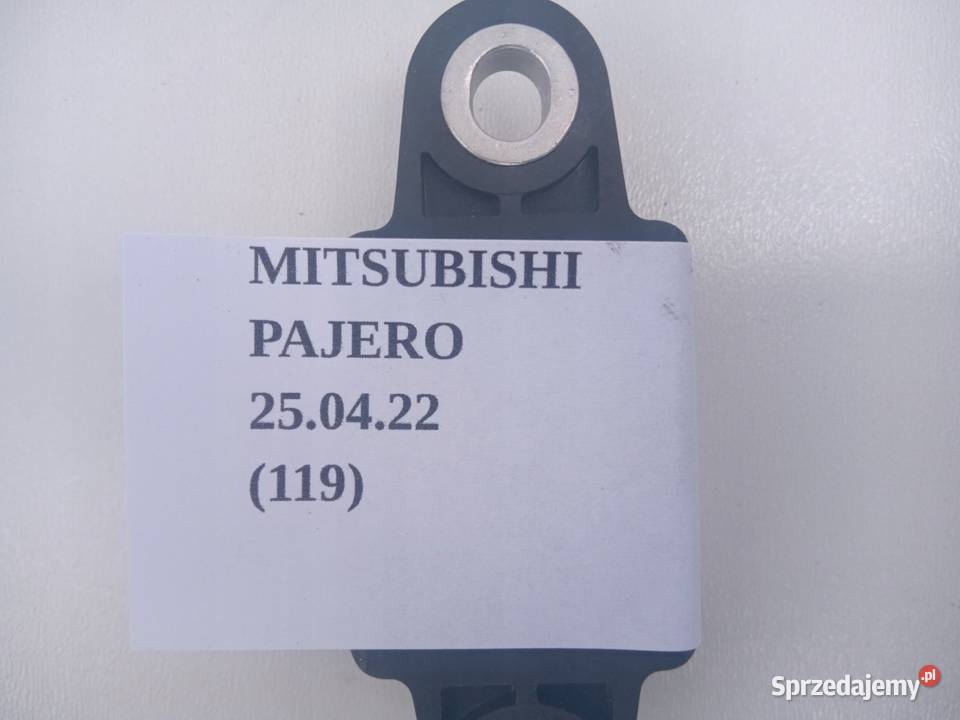 MITSUBISHI
PAJERO
25.04.22
(119)
Sprzedajemy.pl